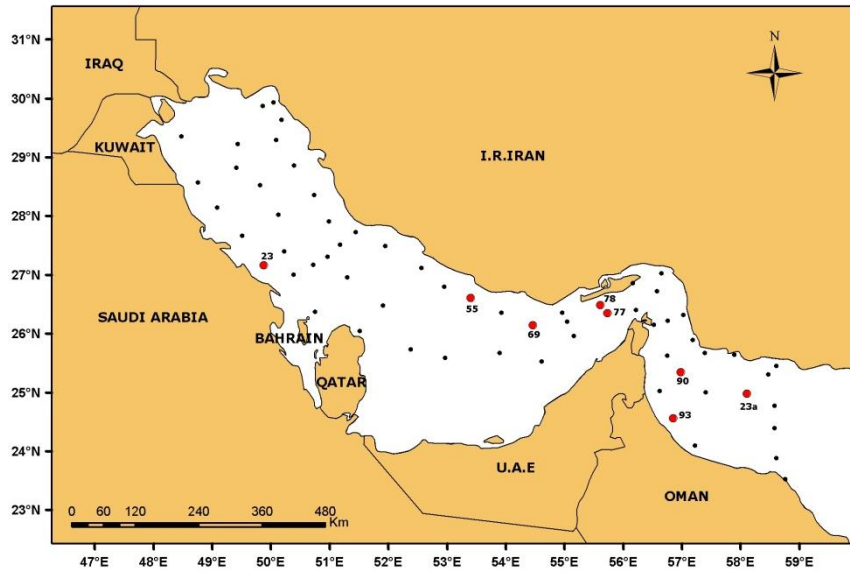 N
31°N
IRAQ
30°N
KUWAIT
29°N
I.R.IRAN
28°N
23
27°N
78
55
77
SAUDI ARABIA
69
26°N
BAHRAIN
QATAR
90
25°N
23a
93
24°N
U.A.E
OMAN
23°N
0 60 120 240 360 480
Km
47°E 48°E 49°E 50°E 51°E 52°E 53°E 54°E 55°E 56°E 57°E 58°E 59°E